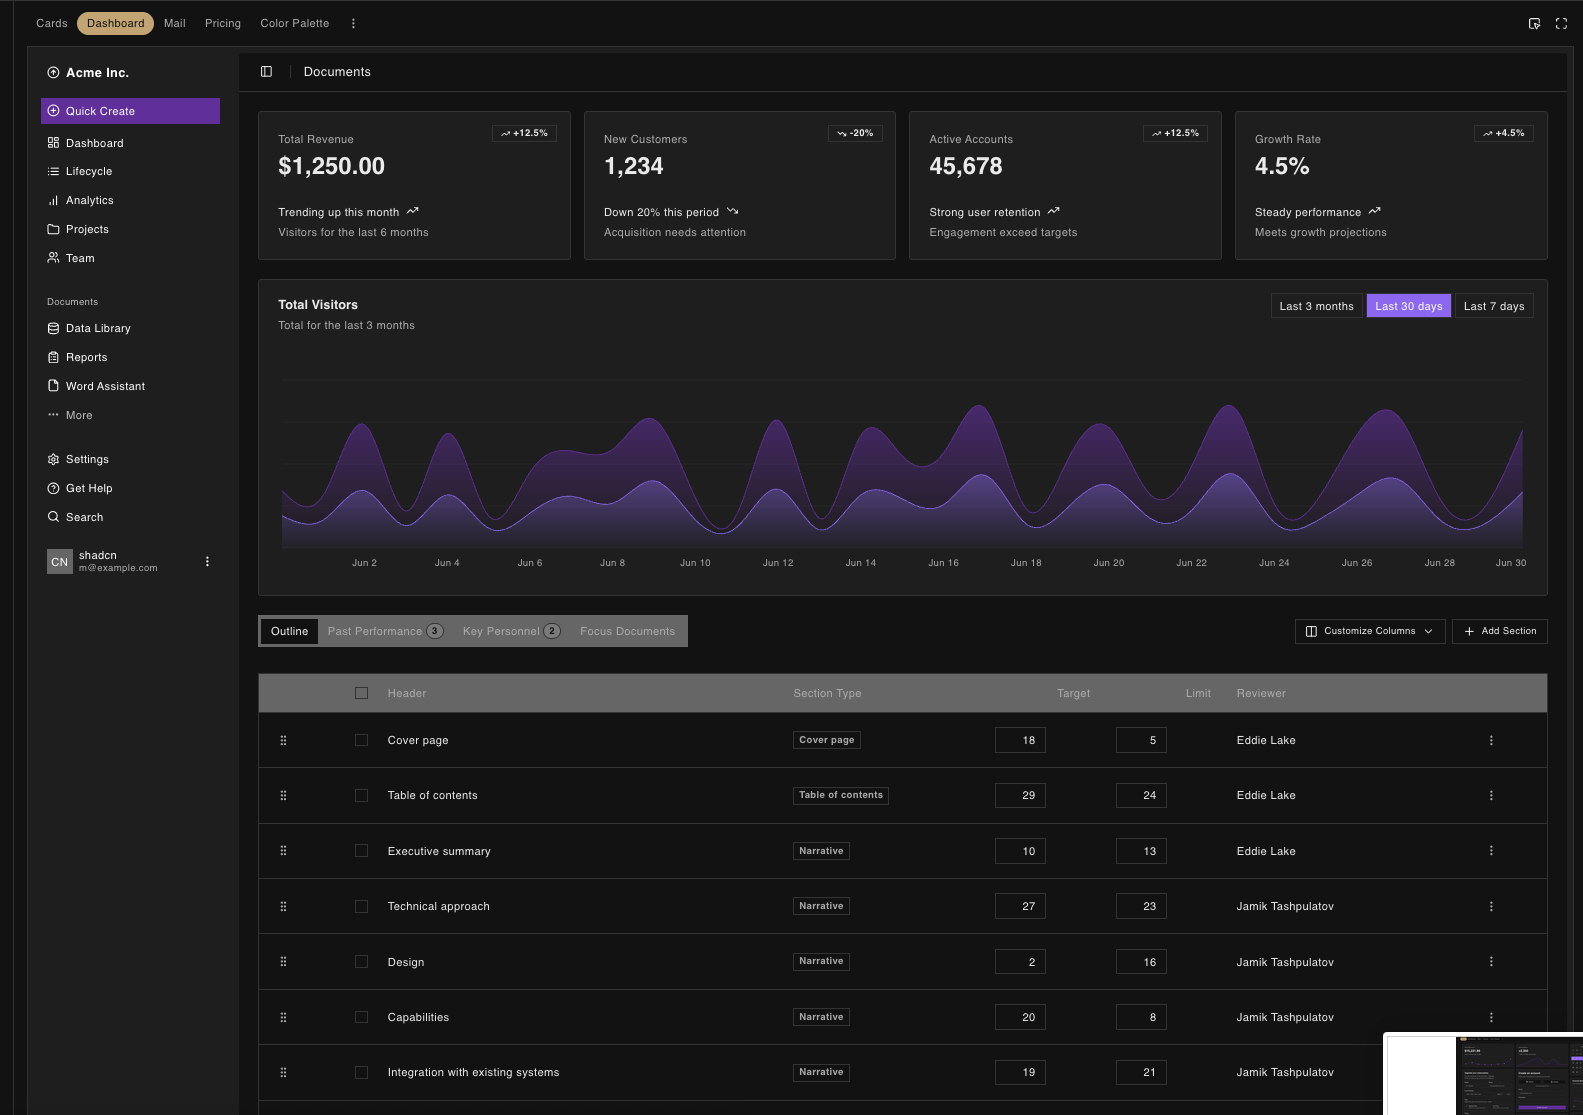 Cards Dashboard Mail Pricing Color Palette
Acme Inc.
Documents
Quick Create
Dashboard
Lifecycle
Analytics
Projects
Team
Documents
Data Library
Reports
Word Assistant
More
Settings
Get Help
Search
CN
shadcn
m@example.com
Total Revenue +12.5%
$1,250.00
Trending up this month
Visitors for the last 6 months
New Customers -20%
1,234
Down 20% this period
Acquisition needs attention
Active Accounts +12.5%
45,678
Strong user retention
Engagement exceed targets
Growth Rate +4.5%
4.5%
Steady performance
Meets growth projections
Total Visitors
Total for the last 3 months
Last 3 months Last 30 days Last 7 days
Jun 2 Jun 4 Jun 6 Jun 8 Jun 10 Jun 12 Jun 14 Jun 16 Jun 18 Jun 20 Jun 22 Jun 24 Jun 26 Jun 28 Jun 30
Outline Past Performance 3 Key Personnel 2 Focus Documents
Customize Columns Add Section
Header Section Type Target Limit Reviewer
Cover page Cover page 18 5 Eddie Lake
Table of contents Table of contents 29 24 Eddie Lake
Executive summary Narrative 10 13 Eddie Lake
Technical approach Narrative 27 23 Jamik Tashpulatov
Design Narrative 2 16 Jamik Tashpulatov
Capabilities Narrative 20 8 Jamik Tashpulatov
Integration with existing systems Narrative 19 21 Jamik Tashpulatov